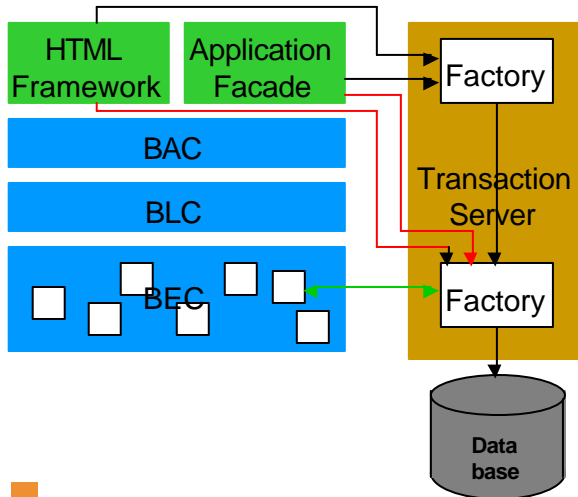 HTML
Framework
Application
Facade
Factory
BAC
Transaction
Server
BLC
BEC
Factory
Data
base